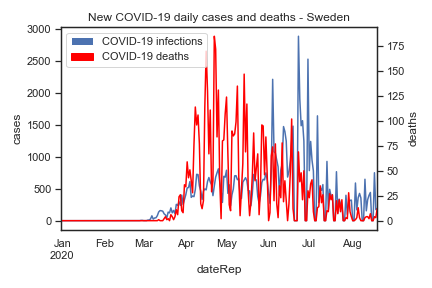 New COVID-19 daily cases and deaths - Sweden
COVID-19 infections
COVID-19 deaths
3000
2500
2000
1500
1000
500
0
cases
175
150
125
100
75
50
25
0
deaths
Jan Feb Mar Apr May Jun Jul Aug
2020
dateRep